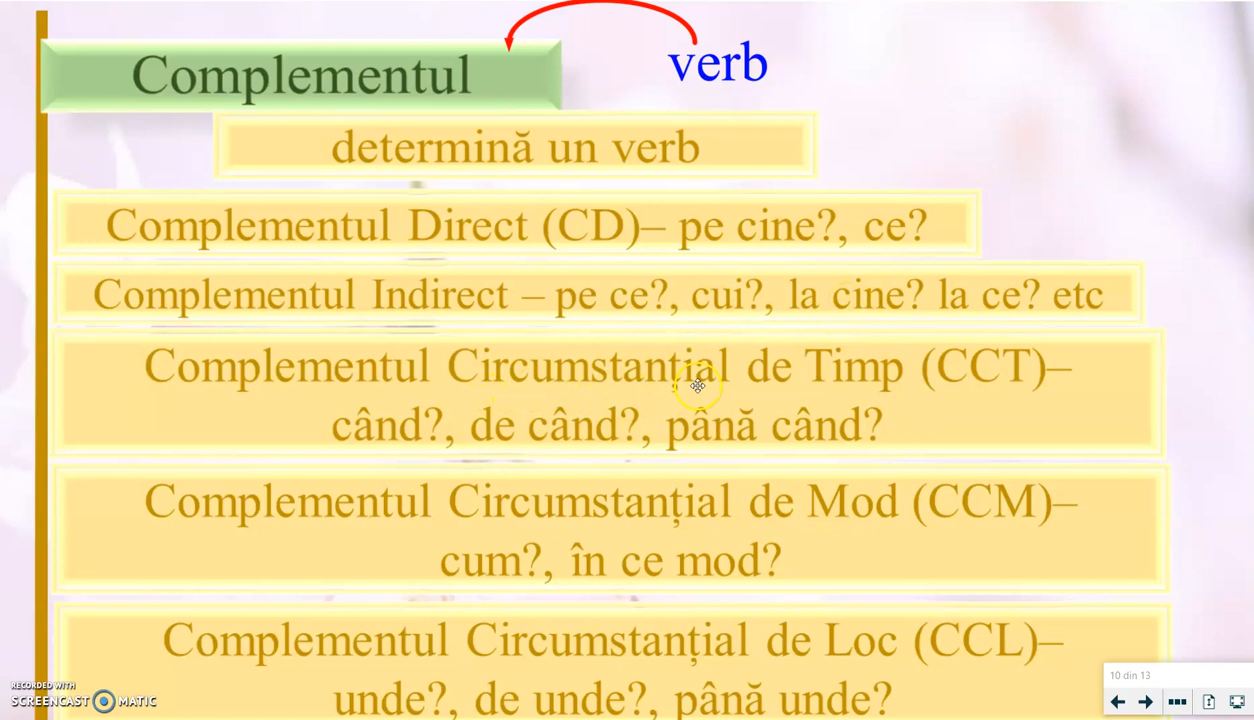 verb
Complementul
determină un verb
Complementul Direct (CD)– pe cine?, ce?
Complementul Indirect – pe ce?, cui?, la cine? la ce? etc
Complementul Circumstanțial de Timp (CCT)–
când?, de când?, până când?
Complementul Circumstanțial de Mod (CCM)–
cum?, în ce mod?
Complementul Circumstanțial de Loc (CCL)–
unde?, de unde?, până unde?
10 din 13
RECORDED WITH
SCREENCAST MATIC